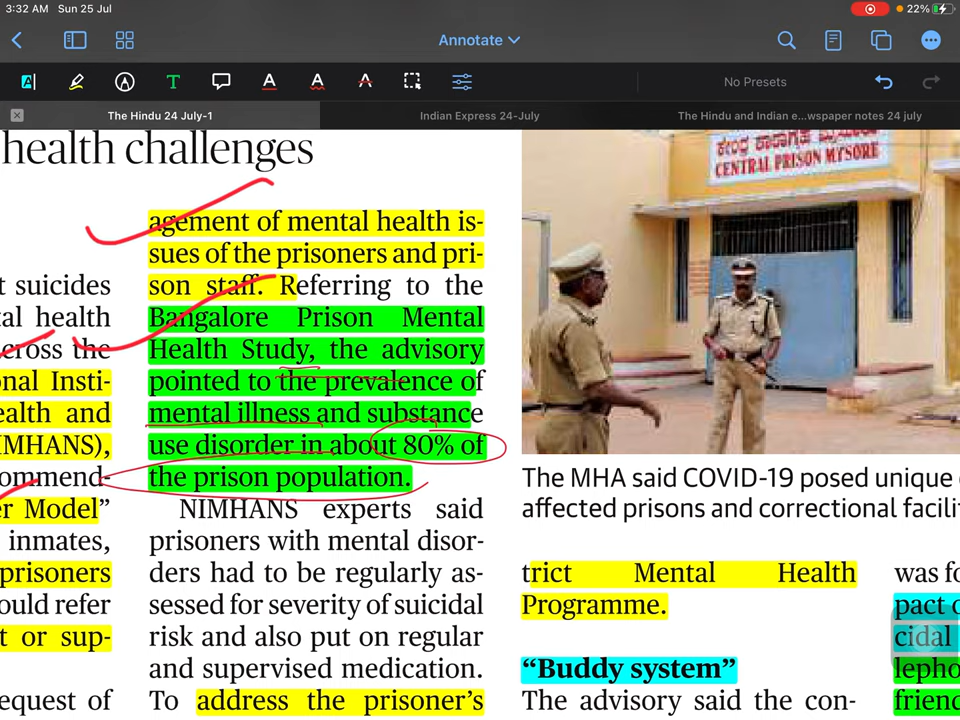 3:32 AM Sun 25 Jul
22%
Annotate
T
A
A
A
No Presets
The Hindu 24 July-1
Indian Express 24-July
The Hindu and Indian e...wspaper notes 24 july
health challenges
t suicides
tal health
across the
onal Insti-
ealth and
IMHANS),
commend-
er Model”
inmates,
prisoners
ould refer
t or sup-
equest of
agement of mental health is-
sues of the prisoners and pri-
son staff. Referring to the
Bangalore Prison Mental
Health Study, the advisory
pointed to the prevalence of
mental illness and substance
use disorder in about 80% of
the prison population.
NIMHANS experts said
prisoners with mental disor-
ders had to be regularly as-
sessed for severity of suicidal
risk and also put on regular
and supervised medication.
To address the prisoner’s
CENTRAL PRISON MYSORE
The MHA said COVID-19 posed unique
affected prisons and correctional facili
trict Mental Health
Programme.
“Buddy system”
The advisory said the con-
was fo
pact o
cidal
lepho
friend